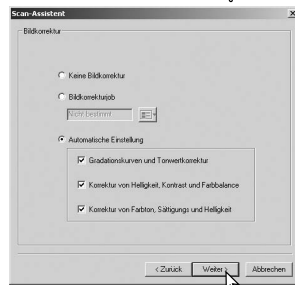 Scan-Assistent
Bildkorrektur
Keine Bildkorrektur
Bildkorrekturjob
Nicht bestimmt
Automatische Einstellung
Gradationskurven und Tonwertkorrektur
Korrektur von Helligkeit, Kontrast und Farbbalance
Korrektur von Farbton, Sättigungs und Helligkeit
< Zurück Weiter > Abbrechen